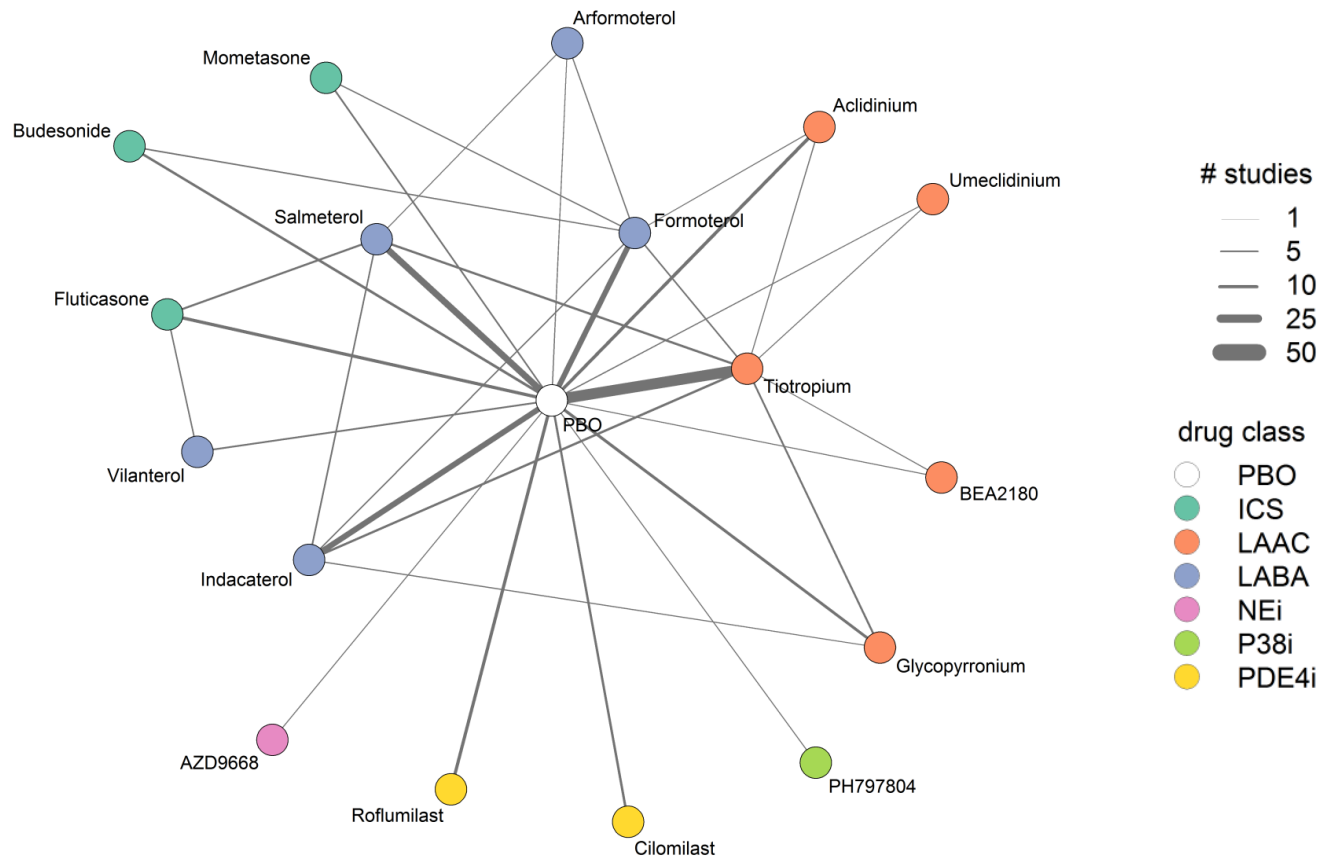 Arformoterol
Mometasone
Aclidinium
Budesonide
Umeclidinium
Salmeterol
Formoterol
Fluticasone
Tiotropium
PBO
Vilanterol
BEA2180
Indacaterol
Glycopyrronium
AZD9668
PH797804
Roflumilast
Cilomilast
# studies
1
5
10
25
50
drug class
PBO
ICS
LAAC
LABA
NEi
P38i
PDE4i